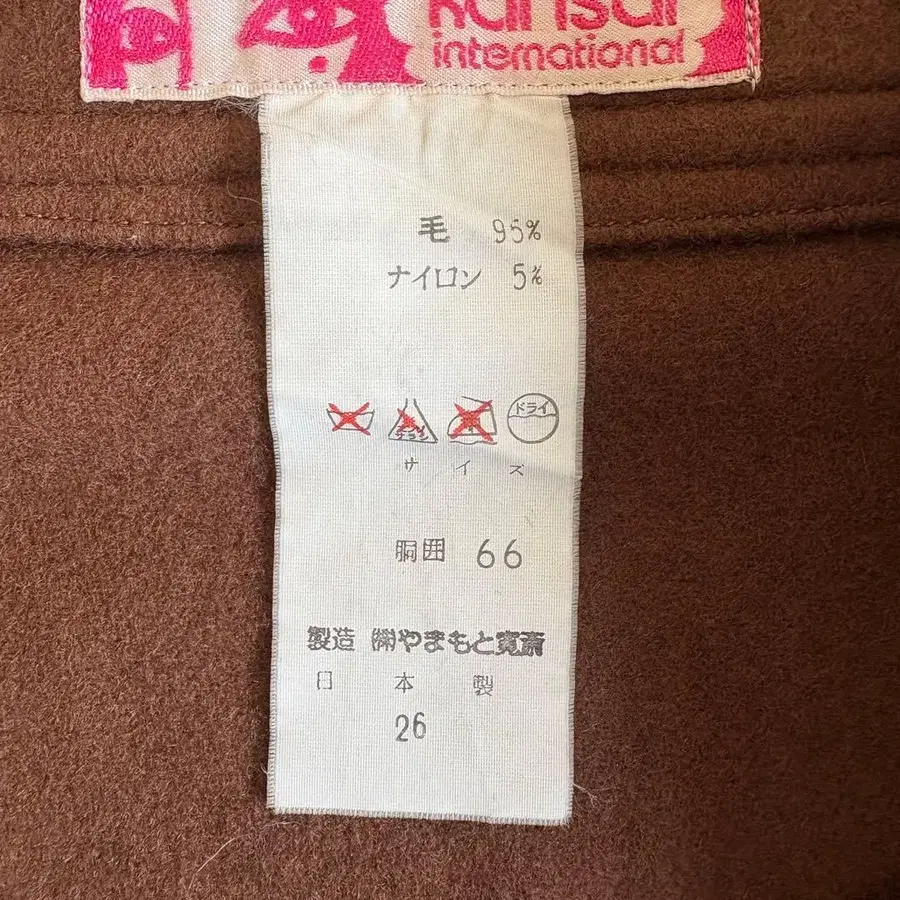 Kansai
international
毛 95%
ナイロン 5%
ドライ
サイズ
胴囲 66
製造 ㈱やまもと寛斎
日本製
26